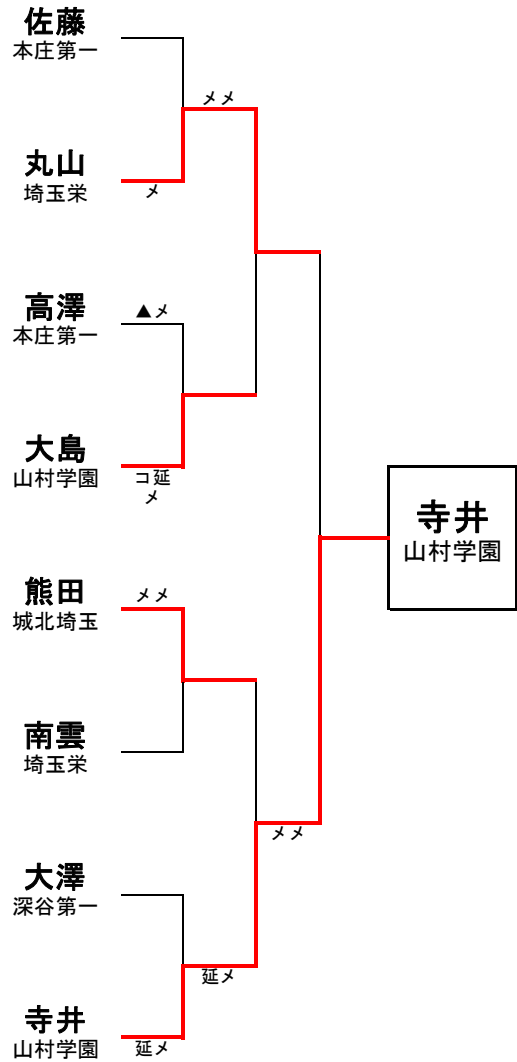 佐藤
本庄第一
メメ
丸山
埼玉栄
メ
高澤
本庄第一
▲メ
大島
山村学園
コ延
メ
寺井
山村学園
熊田
城北埼玉
メメ
南雲
埼玉栄
メメ
大澤
深谷第一
延メ
寺井
山村学園
延メ